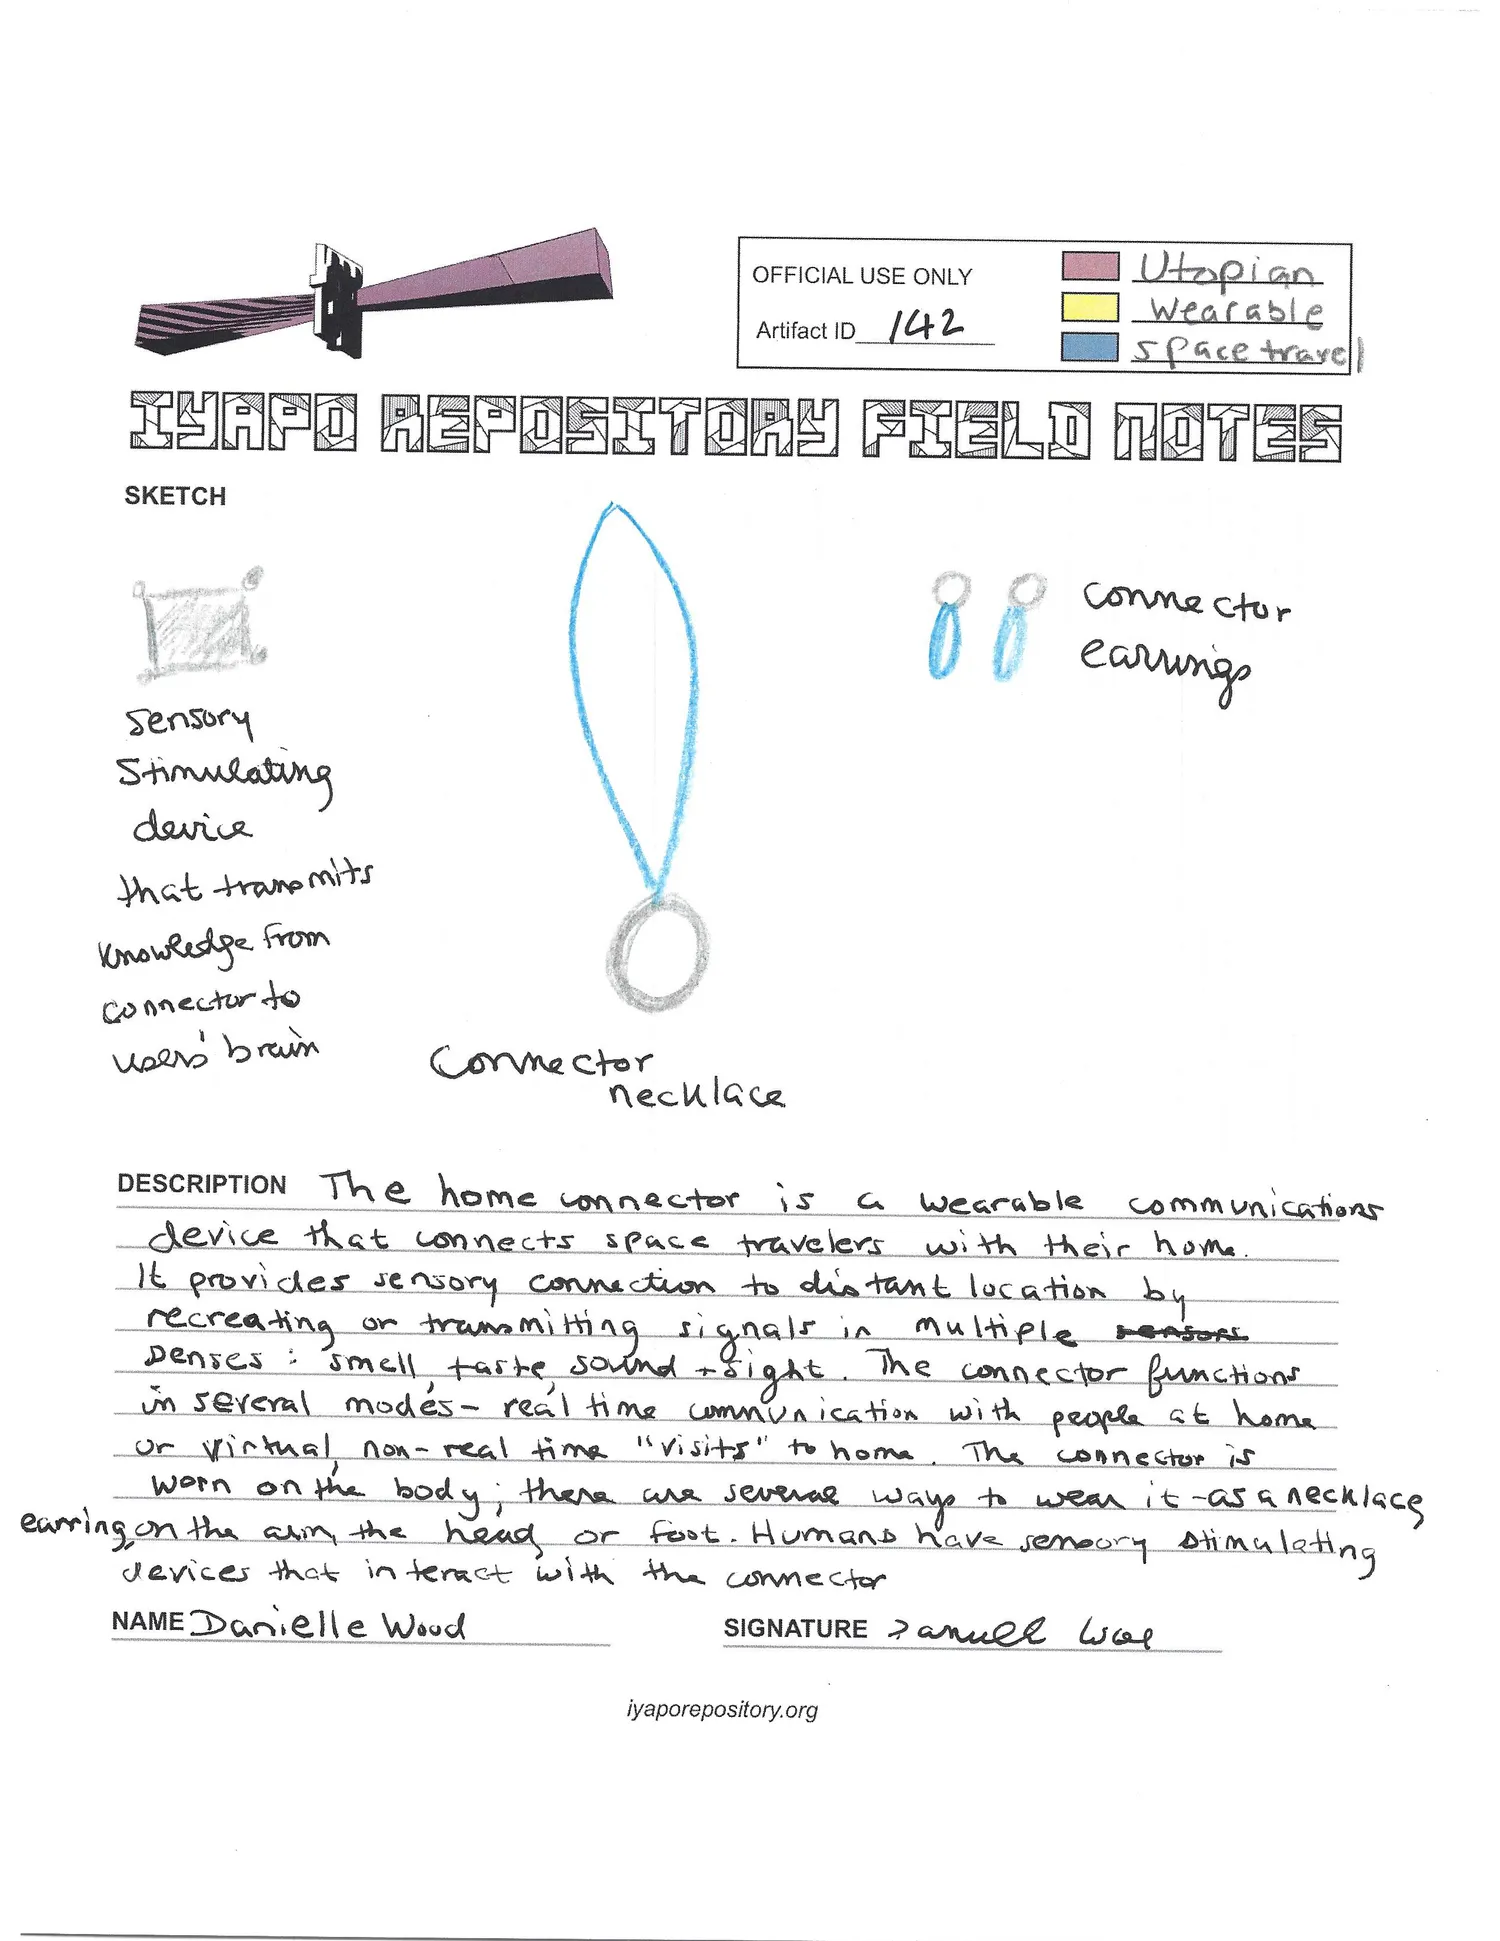 OFFICIAL USE ONLY
Artifact ID 142
Utopian
Wearable
space travel
IYAPO REPOSITORY FIELD NOTES
SKETCH
sensory
stimulating
device
that transmits
knowledge from
connector to
users' brain
Connector
necklace
connector
earrings
DESCRIPTION The home connector is a wearable communications
device that connects space travelers with their home.
It provides sensory connection to distant location by
recreating or transmitting signals in multiple sensors
senses: smell, taste, sound + sight. The connector functions
in several modes - real time communication with people at home
or virtual, non-real time "visits" to home. The connector is
worn on the body; there are several ways to wear it - as a necklace,
earring, on the arm, the head, or foot. Humans have sensory stimulating
devices that interact with the connector
NAME Danielle Wood
SIGNATURE Danielle Wood
iyaporepository.org